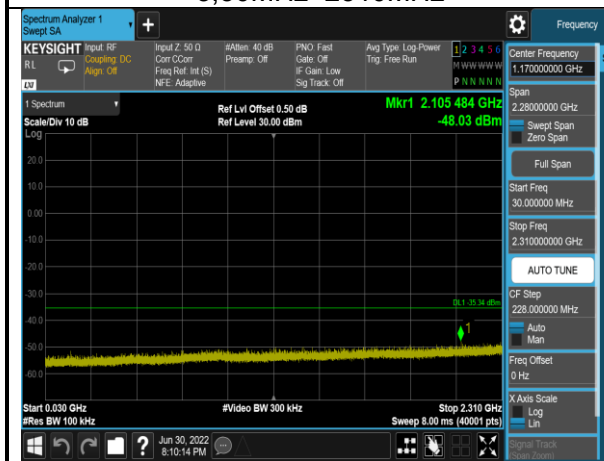 Spectrum Analyzer 1
Swept SA
+
Frequency
KEYSIGHT
Input: RF
Coupling: DC
Align: Off
Input Z: 50 Ω
Corr CCorr
Freq Ref: Int (S)
NFE: Adaptive
#Atten: 40 dB
Preamp: Off
PNO: Fast
Gate: Off
IF Gain: Low
Sig Track: Off
Avg Type: Log-Power
Trig: Free Run
1 2 3 4 5 6
M W W W W W
P N N N N N
RL
1 Spectrum
Scale/Div 10 dB
Ref Lvl Offset 0.50 dB
Ref Level 30.00 dBm
Mkr1 2.105 484 GHz
-48.03 dBm
Log
20.0
10.0
0.00
-10.0
-20.0
-30.0
-40.0
-50.0
-60.0
DL1 -35.34 dBm
1
Start 0.030 GHz
#Res BW 100 kHz
#Video BW 300 kHz
Stop 2.310 GHz
Sweep 8.00 ms (40001 pts)
Jun 30, 2022
8:10:14 PM
Center Frequency
1.170000000 GHz
Span
2.28000000 GHz
Swept Span
Zero Span
Full Span
Start Freq
30.000000 MHz
Stop Freq
2.310000000 GHz
AUTO TUNE
CF Step
228.000000 MHz
Auto
Man
Freq Offset
0 Hz
X Axis Scale
Log
Lin
Signal Track
(Span Zoom)